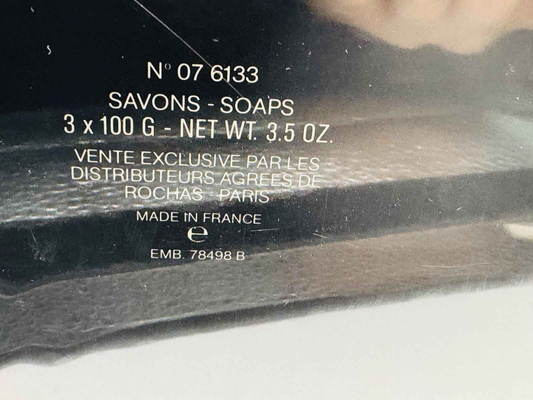 N° 07 6133
SAVONS - SOAPS
3 x 100 G - NET WT. 3.5 OZ.
VENTE EXCLUSIVE PAR LES
DISTRIBUTEURS AGREES DE
ROCHAS - PARIS
MADE IN FRANCE
℮
EMB. 78498 B